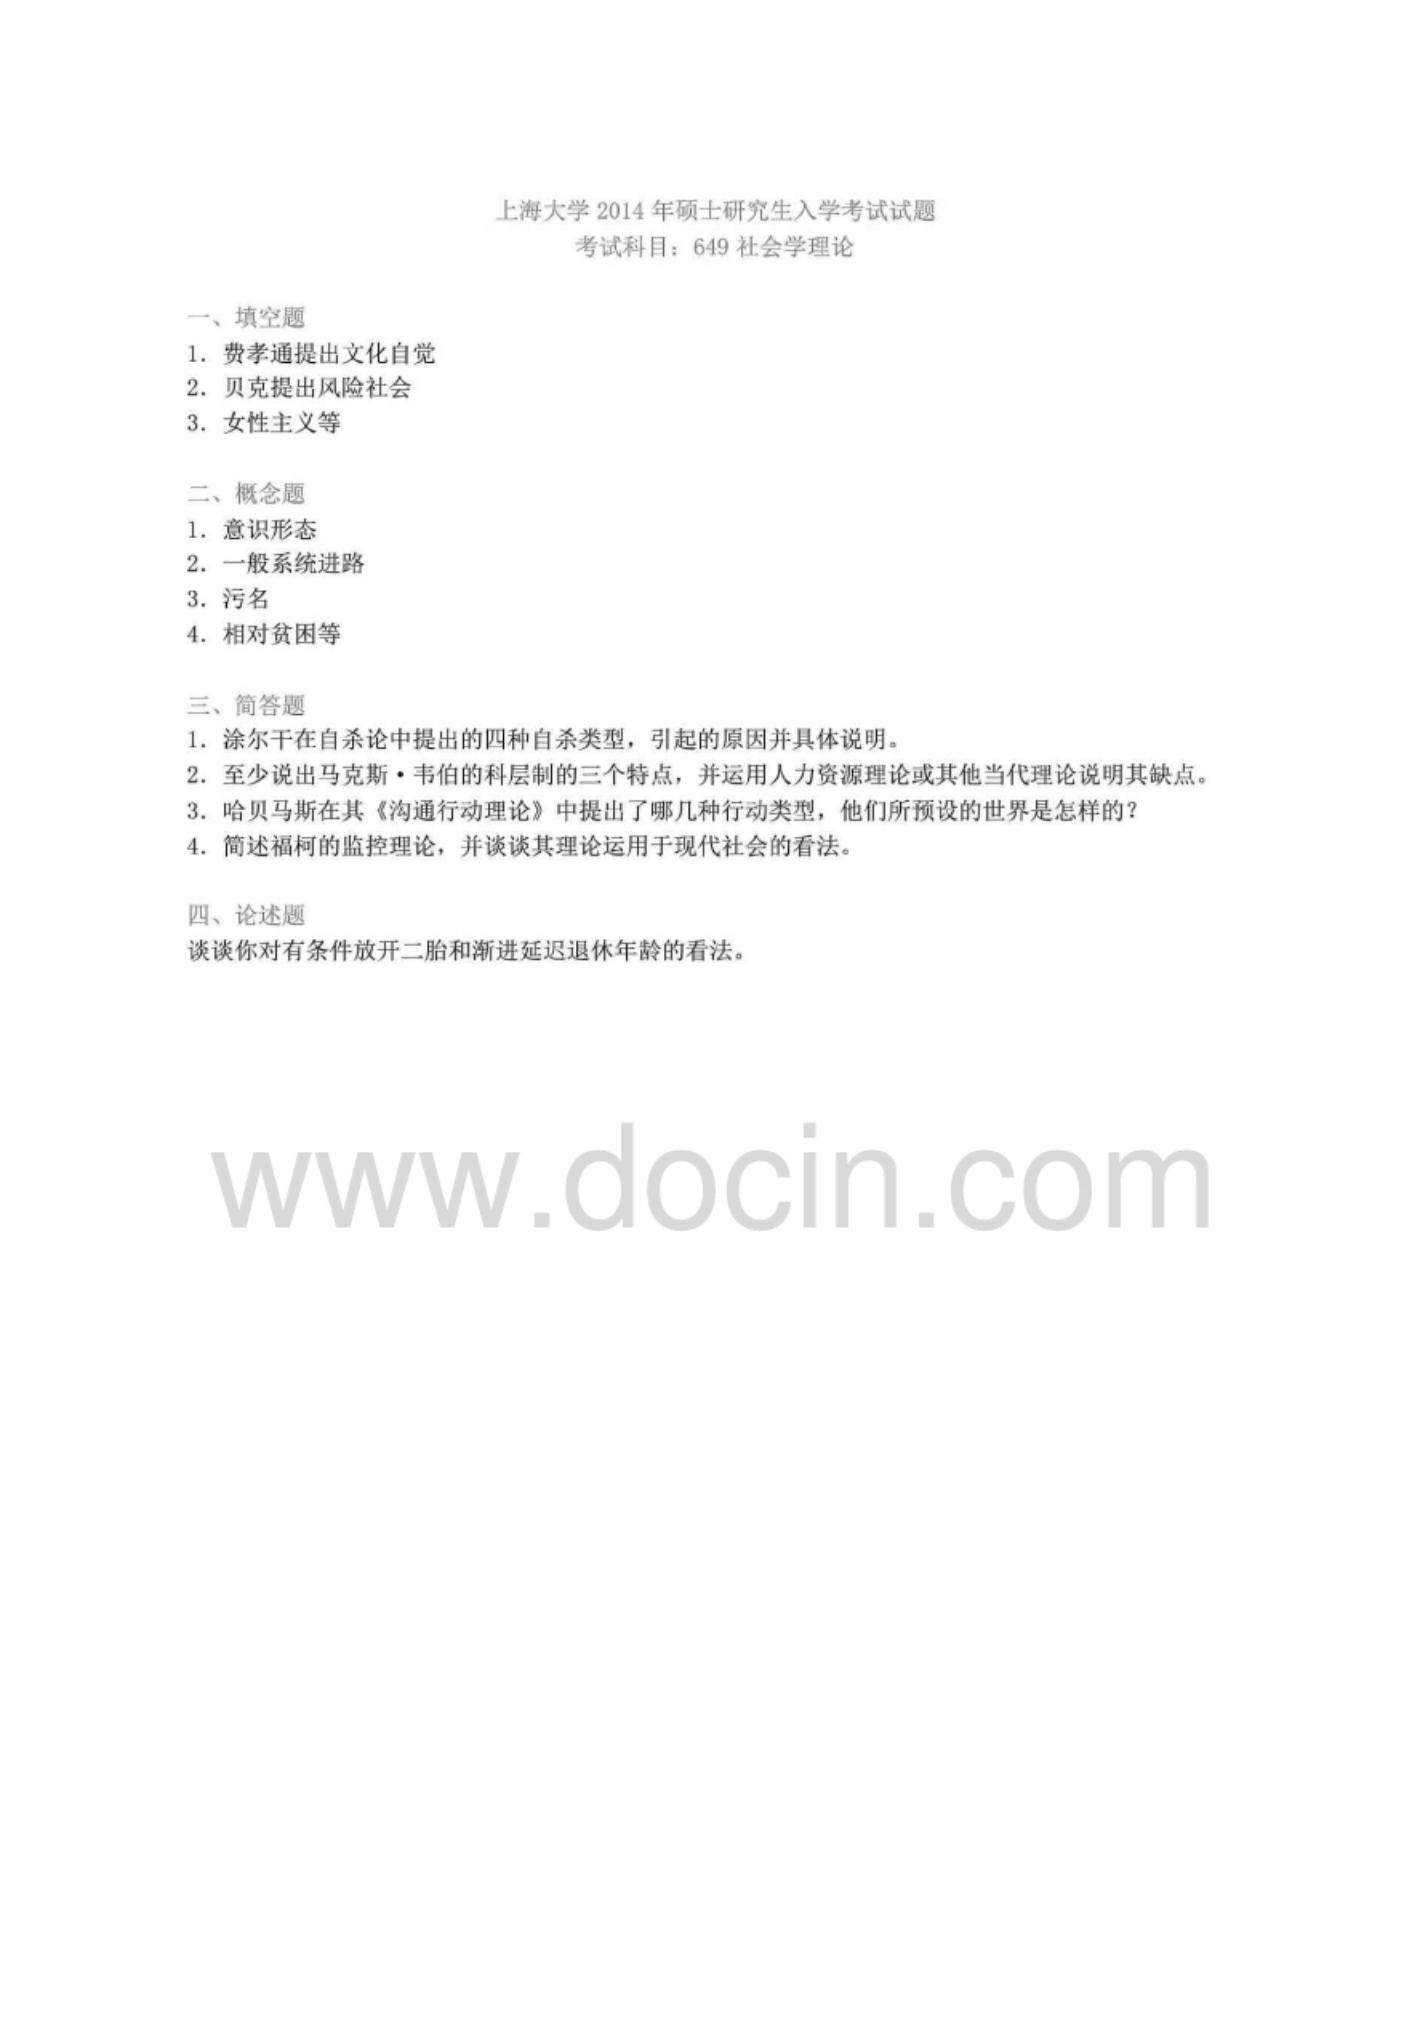 上海大学 2014 年硕士研究生入学考试试题
考试科目：649 社会学理论
一、填空题
1．费孝通提出文化自觉
2．贝克提出风险社会
3．女性主义等
二、概念题
1．意识形态
2．一般系统进路
3．污名
4．相对贫困等
三、简答题
1．涂尔干在自杀论中提出的四种自杀类型，引起的原因并具体说明。
2．至少说出马克斯·韦伯的科层制的三个特点，并运用人力资源理论或其他当代理论说明其缺点。
3．哈贝马斯在其《沟通行动理论》中提出了哪几种行动类型，他们所预设的世界是怎样的？
4．简述福柯的监控理论，并谈谈其理论运用于现代社会的看法。
四、论述题
谈谈你对有条件放开二胎和渐进延迟退休年龄的看法。
www.docin.com